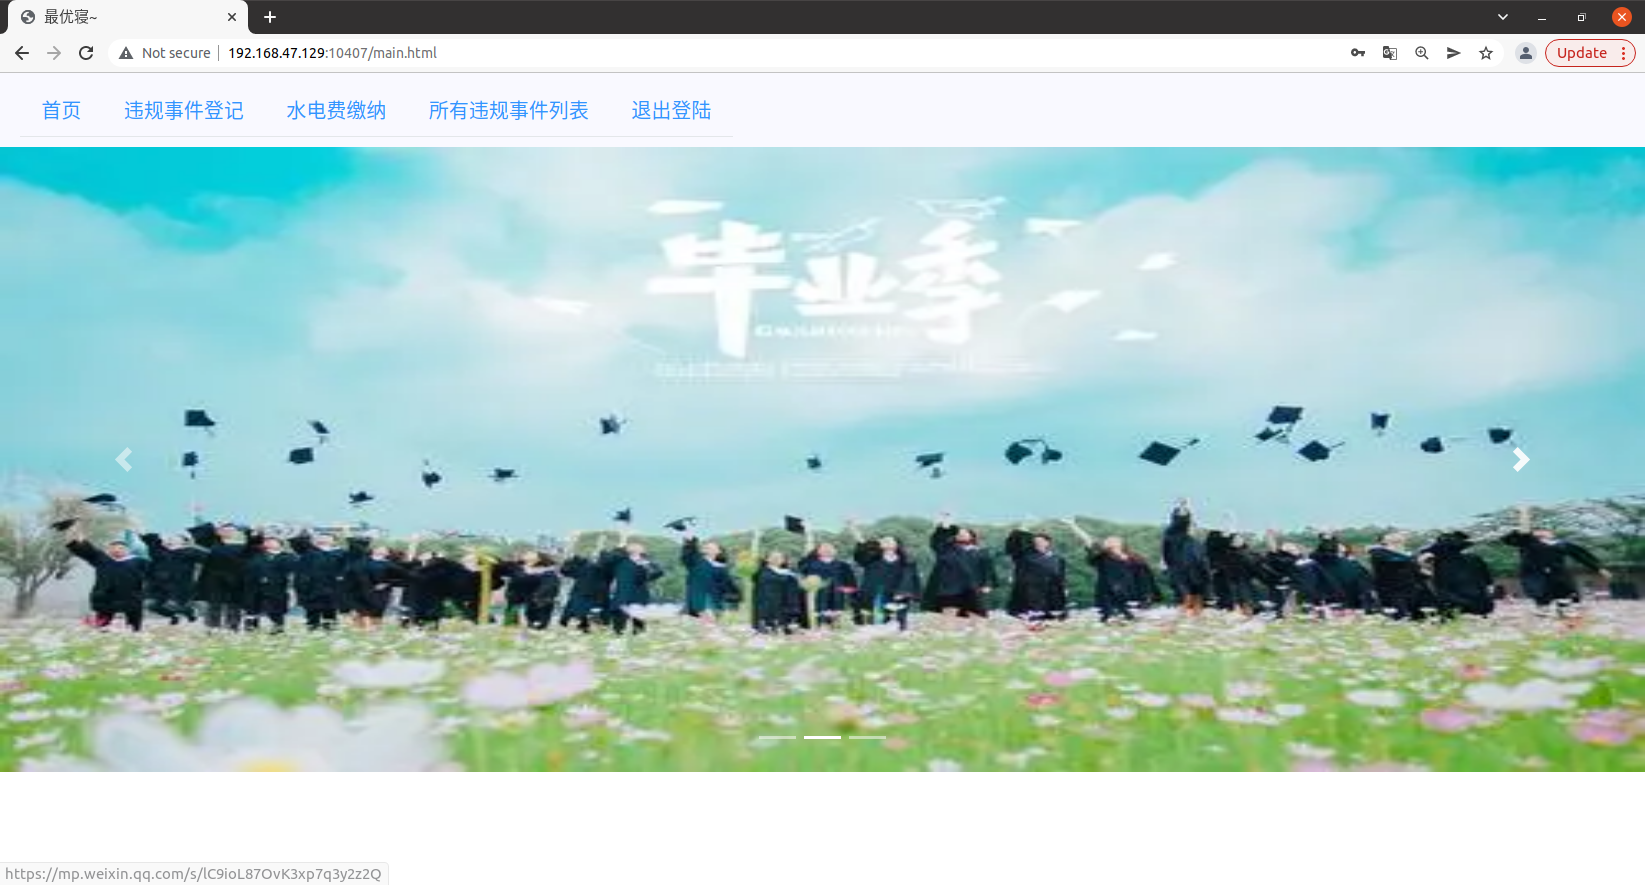 最优寝~
Not secure
192.168.47.129:10407/main.html
Update
首页
违规事件登记
水电费缴纳
所有违规事件列表
退出登陆
毕业季
https://mp.weixin.qq.com/s/lC9ioL87OvK3xp7q3y2z2Q